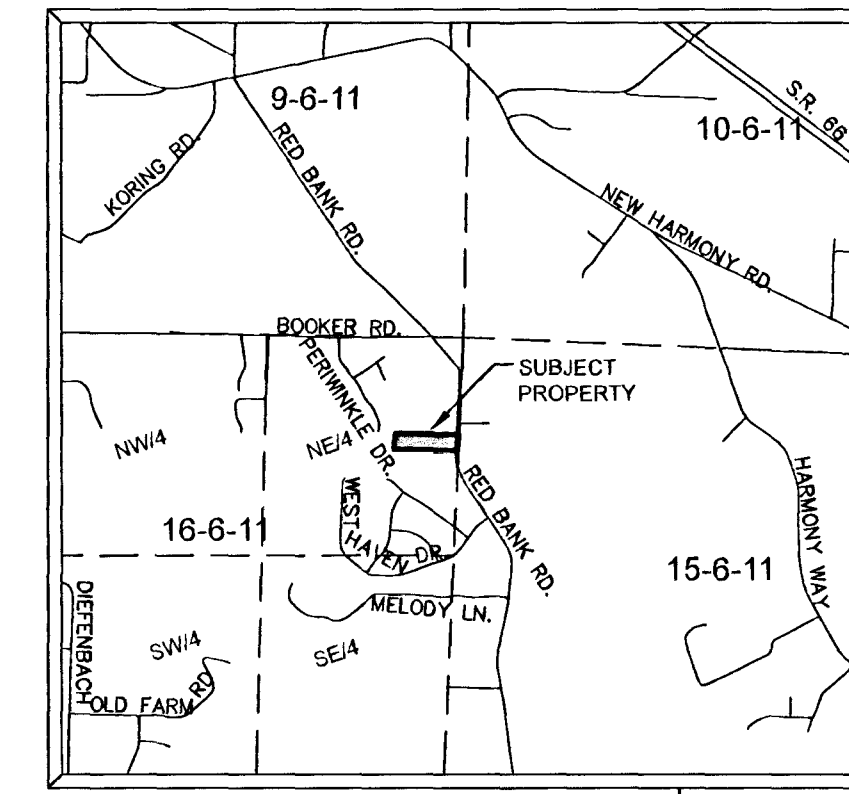 9-6-11
S.R. 66
10-6-11
KORING RD.
RED BANK RD.
NEW HARMONY RD.
BOOKER RD.
PERIWINKLE DR.
SUBJECT
PROPERTY
NW/4
NE/4
WEST HAVEN DR.
RED BANK RD.
HARMONY WAY
16-6-11
15-6-11
DIEFENBACH
MELODY LN.
SW/4
SE/4
OLD FARM RD